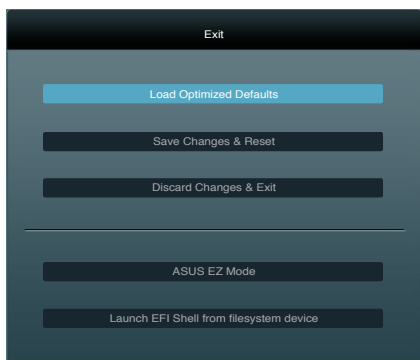 Exit
Load Optimized Defaults
Save Changes & Reset
Discard Changes & Exit
ASUS EZ Mode
Launch EFI Shell from filesystem device